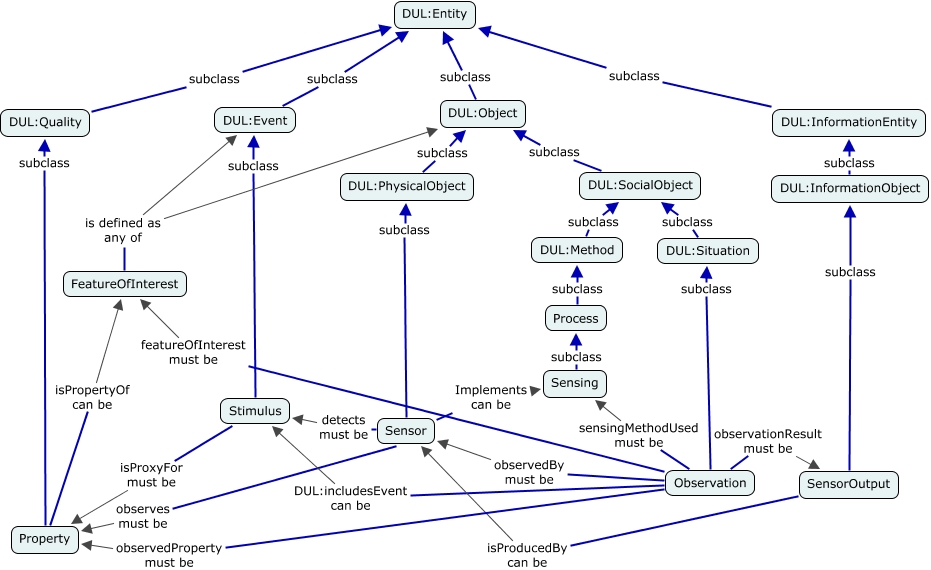 DUL:Entity
subclass
subclass
subclass
subclass
DUL:Quality
DUL:Event
DUL:Object
DUL:InformationEntity
subclass
subclass
subclass
subclass
subclass
DUL:PhysicalObject
DUL:SocialObject
DUL:InformationObject
is defined as
any of
subclass
subclass
subclass
DUL:Method
DUL:Situation
FeatureOfInterest
subclass
subclass
subclass
Process
featureOfInterest
must be
subclass
isPropertyOf
can be
Implements
can be
Sensing
Stimulus
detects
must be
Sensor
sensingMethodUsed
must be
observationResult
must be
isProxyFor
must be
observedBy
must be
DUL:includesEvent
can be
Observation
SensorOutput
observes
must be
Property
observedProperty
must be
isProducedBy
can be